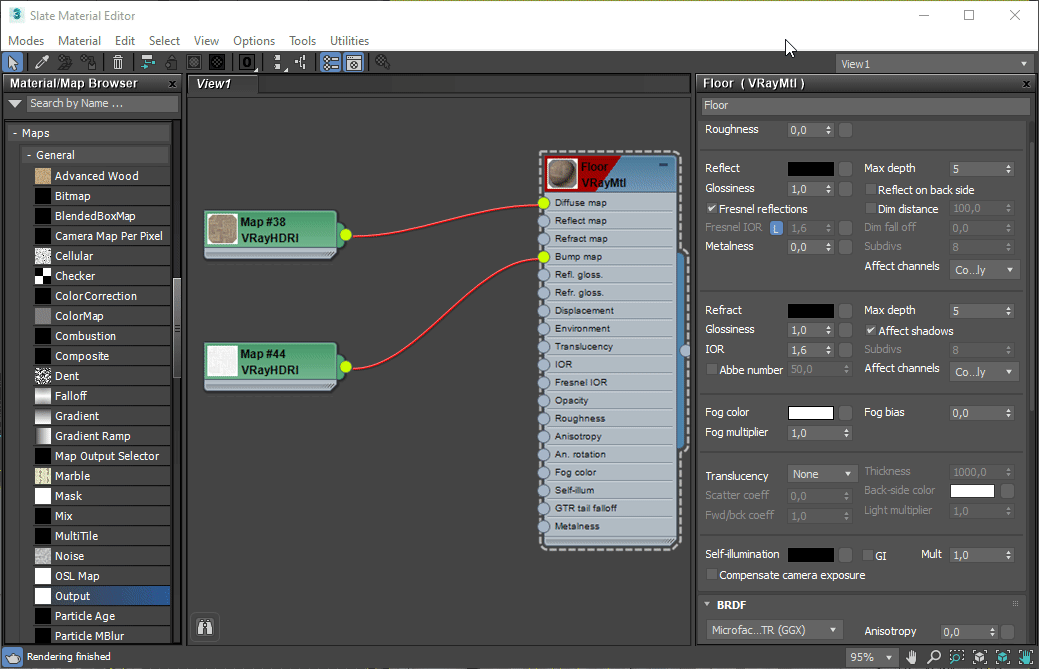 Slate Material Editor
Modes Material Edit Select View Options Tools Utilities
0
View1
Material/Map Browser x
Search by Name ...
- Maps
- General
Advanced Wood
Bitmap
BlendedBoxMap
Camera Map Per Pixel
Cellular
Checker
ColorCorrection
ColorMap
Combustion
Composite
Dent
Falloff
Gradient
Gradient Ramp
Map Output Selector
Marble
Mask
Mix
MultiTile
Noise
OSL Map
Output
Particle Age
Particle MBlur
View1
Map #38
VRayHDRI
Map #44
VRayHDRI
Floor
VRayMtl
Diffuse map
Reflect map
Refract map
Bump map
Refl. gloss.
Refr. gloss.
Displacement
Environment
Translucency
IOR
Fresnel IOR
Opacity
Roughness
Anisotropy
An. rotation
Fog color
Self-illum
GTR tail falloff
Metalness
Floor ( VRayMtl ) x
Floor
Roughness 0,0
Reflect Max depth 5
Glossiness 1,0 Reflect on back side
Fresnel reflections Dim distance 100,0
Fresnel IOR L 1,6 Dim fall off 0,0
Metalness 0,0 Subdivs 8
Affect channels Co...ly
Refract Max depth 5
Glossiness 1,0 Affect shadows
IOR 1,6 Subdivs 8
Abbe number 50,0 Affect channels Co...ly
Fog color Fog bias 0,0
Fog multiplier 1,0
Translucency None Thickness 1000,0
Scatter coeff 0,0 Back-side color
Fwd/bck coeff 1,0 Light multiplier 1,0
Self-illumination GI Mult 1,0
Compensate camera exposure
BRDF
Microfac...TR (GGX) Anisotropy 0,0
Rendering finished 95%